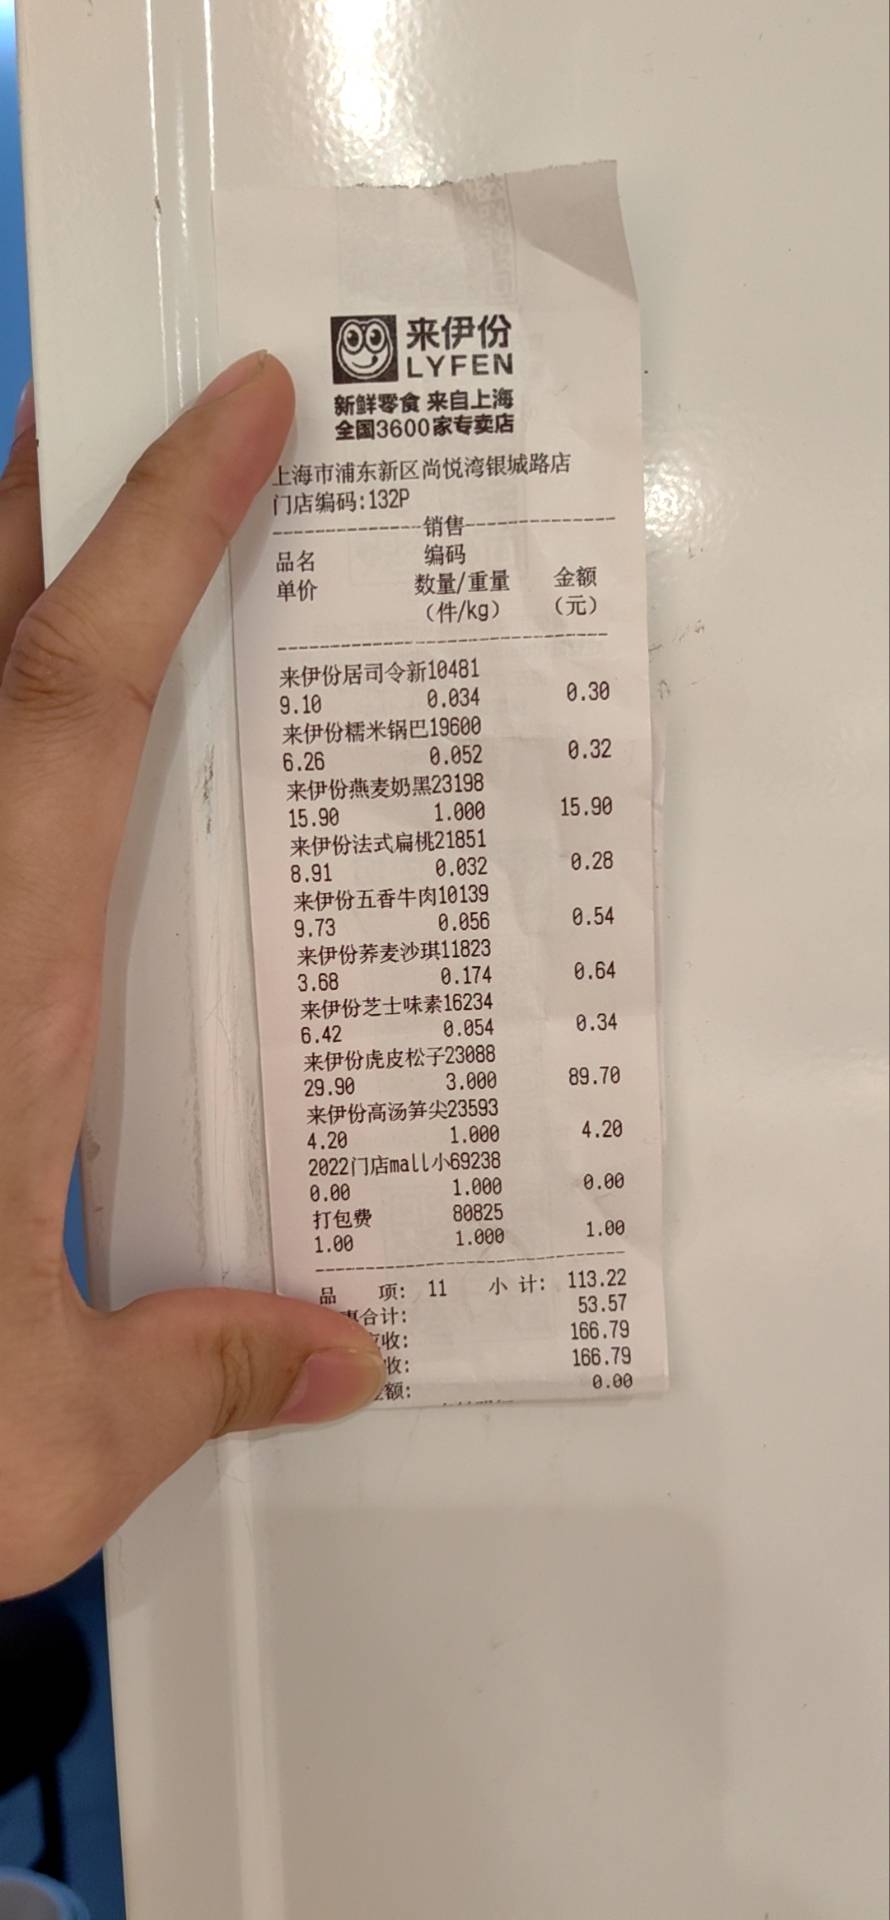 来伊份
LYFEN
新鲜零食 来自上海
全国3600家专卖店
上海市浦东新区尚悦湾银城路店
门店编码:132P
--------------销售--------------
品名 编码
单价 数量/重量 金额
(件/kg) (元)
--------------------------------
来伊份居司令新10481
9.10 0.034 0.30
来伊份糯米锅巴19600
6.26 0.052 0.32
来伊份燕麦奶黑23198
15.90 1.000 15.90
来伊份法式扁桃21851
8.91 0.032 0.28
来伊份五香牛肉10139
9.73 0.056 0.54
来伊份荞麦沙琪11823
3.68 0.174 0.64
来伊份芝士味素16234
6.42 0.054 0.34
来伊份虎皮松子23088
29.90 3.000 89.70
来伊份高汤笋尖23593
4.20 1.000 4.20
2022门店mall小69238
0.00 1.000 0.00
打包费 80825
1.00 1.000 1.00
--------------------------------
品 项: 11 小 计: 113.22
合计: 53.57
收: 166.79
收: 166.79
额: 0.00